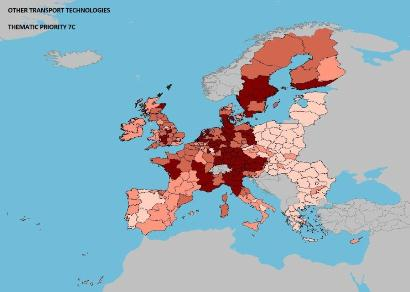 OTHER TRANSPORT TECHNOLOGIES
THEMATIC PRIORITY 7C